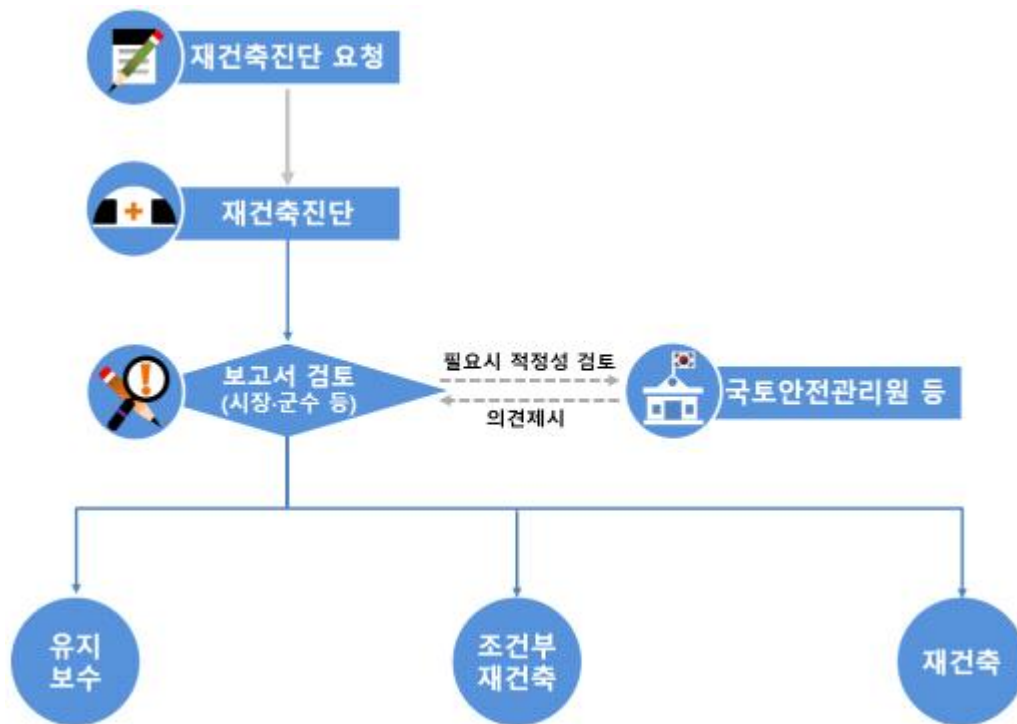 재건축진단 요청
재건축진단
보고서 검토
(시장·군수 등)
필요시 적정성 검토
의견제시
국토안전관리원 등
유지
보수
조건부
재건축
재건축